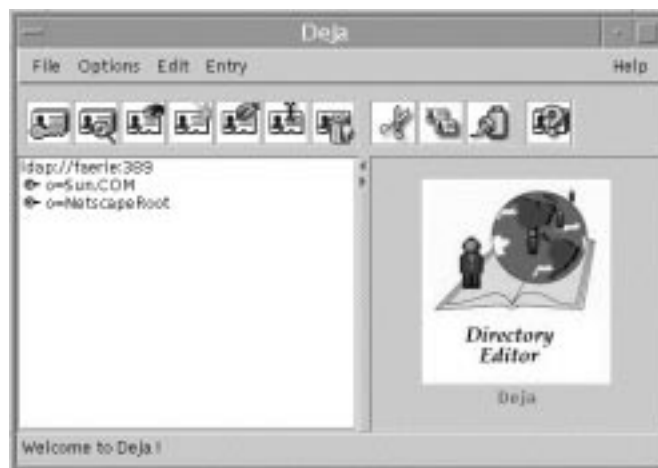 Deja
File Options Edit Entry Help
ldap://faerie:389
o=Sun.COM
o=NetscapeRoot
Directory
Editor
Deja
Welcome to Deja !